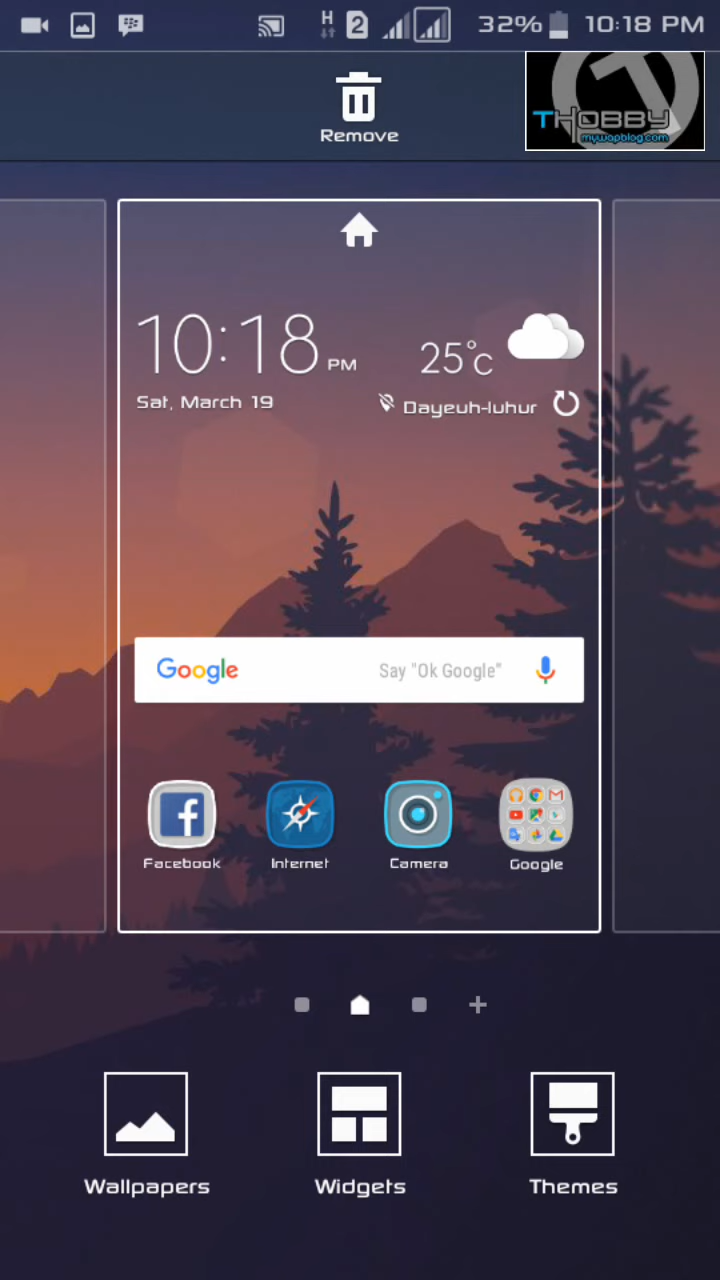 H 2 32% 10:18 PM
Remove
THOBBY
mywapblog.com
10:18 PM
25°c
Sat, March 19
Dayeuh-luhur
Google Say "Ok Google"
Facebook Internet Camera Google
Wallpapers Widgets Themes